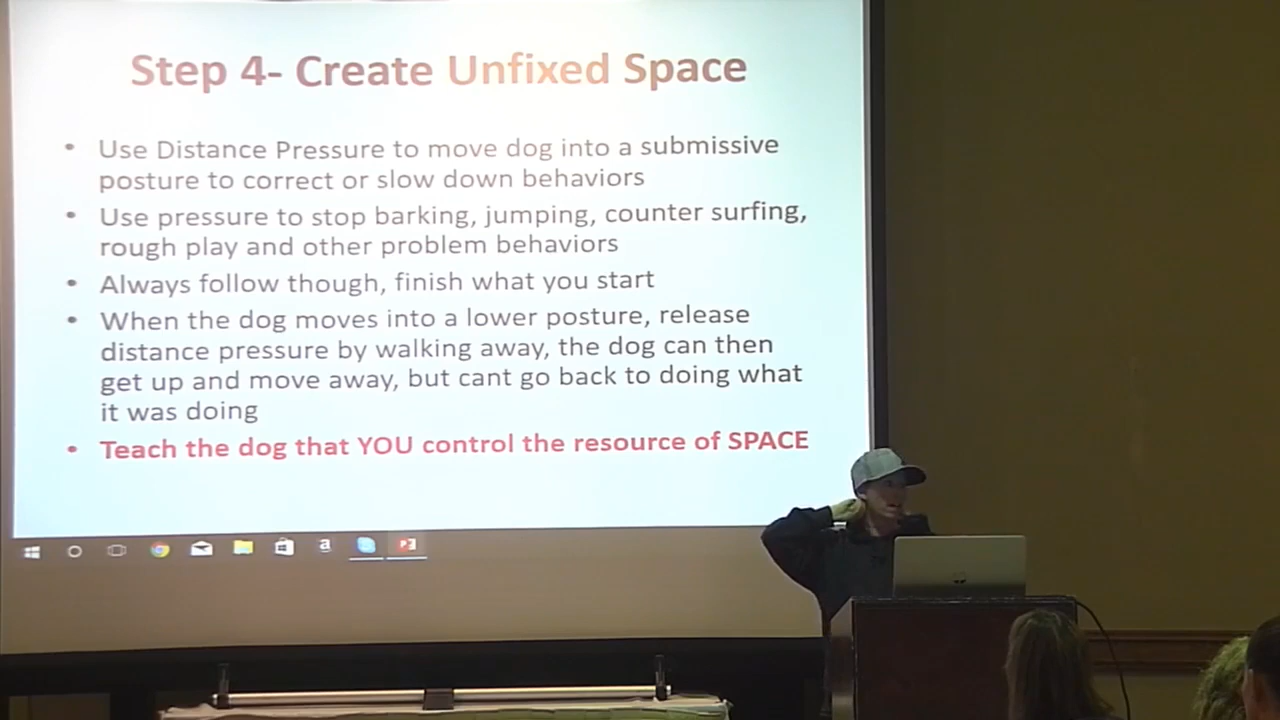 Step 4- Create Unfixed Space
• Use Distance Pressure to move dog into a submissive
posture to correct or slow down behaviors
• Use pressure to stop barking, jumping, counter surfing,
rough play and other problem behaviors
• Always follow though, finish what you start
• When the dog moves into a lower posture, release
distance pressure by walking away, the dog can then
get up and move away, but cant go back to doing what
it was doing
• Teach the dog that YOU control the resource of SPACE